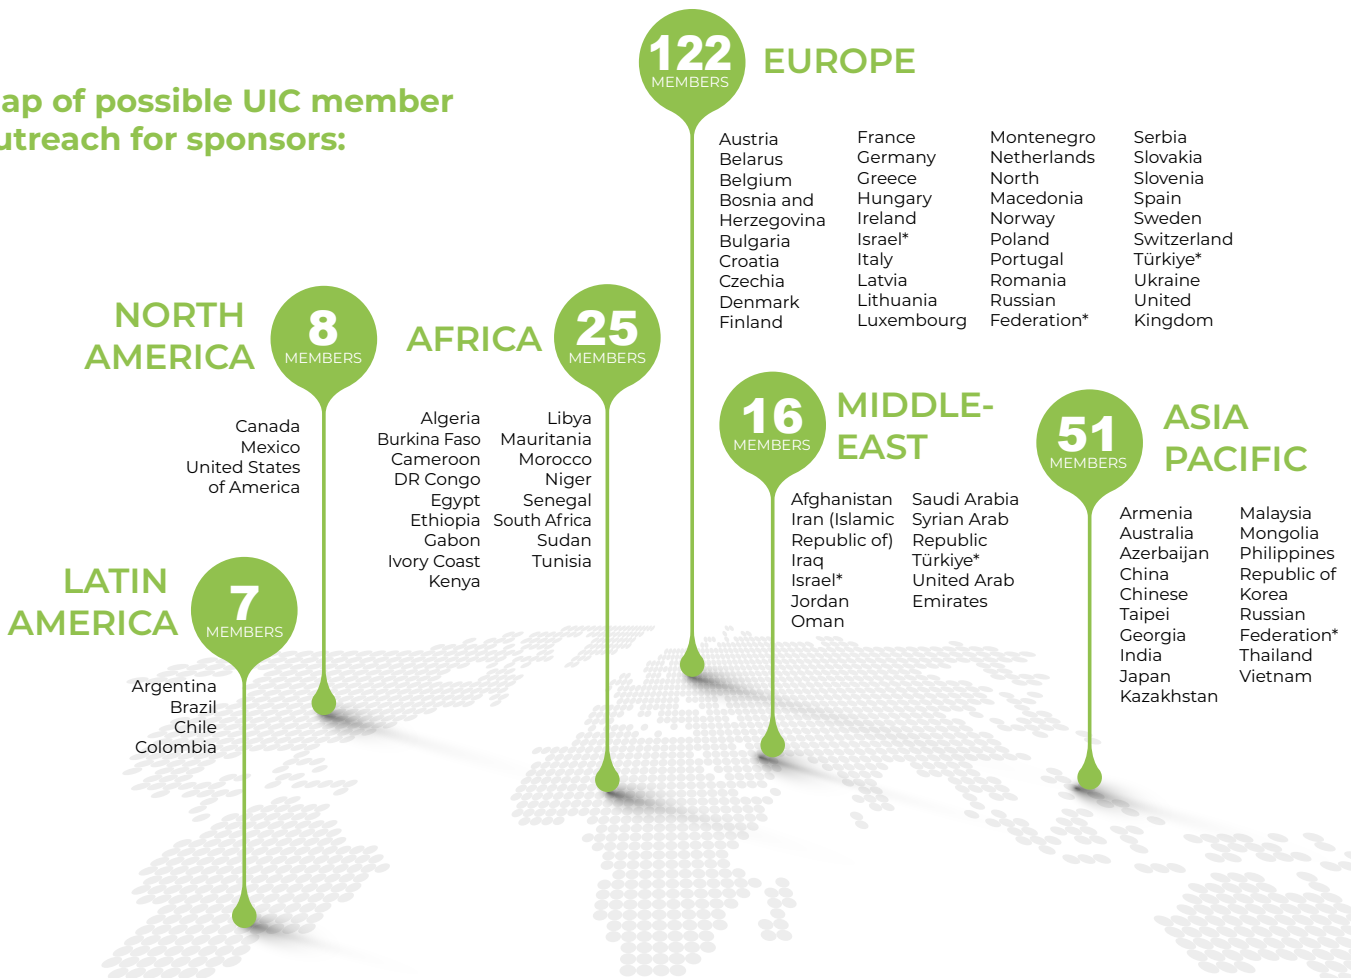 ap of possible UIC member
utreach for sponsors:
122
MEMBERS
EUROPE
Austria
Belarus
Belgium
Bosnia and
Herzegovina
Bulgaria
Croatia
Czechia
Denmark
Finland
France
Germany
Greece
Hungary
Ireland
Israel*
Italy
Latvia
Lithuania
Luxembourg
Montenegro
Netherlands
North
Macedonia
Norway
Poland
Portugal
Romania
Russian
Federation*
Serbia
Slovakia
Slovenia
Spain
Sweden
Switzerland
Türkiye*
Ukraine
United
Kingdom
NORTH
AMERICA
8
MEMBERS
Canada
Mexico
United States
of America
AFRICA
25
MEMBERS
Algeria
Burkina Faso
Cameroon
DR Congo
Egypt
Ethiopia
Gabon
Ivory Coast
Kenya
Libya
Mauritania
Morocco
Niger
Senegal
South Africa
Sudan
Tunisia
16
MEMBERS
MIDDLE-
EAST
Afghanistan
Iran (Islamic
Republic of)
Iraq
Israel*
Jordan
Oman
Saudi Arabia
Syrian Arab
Republic
Türkiye*
United Arab
Emirates
51
MEMBERS
ASIA
PACIFIC
Armenia
Australia
Azerbaijan
China
Chinese
Taipei
Georgia
India
Japan
Kazakhstan
Malaysia
Mongolia
Philippines
Republic of
Korea
Russian
Federation*
Thailand
Vietnam
LATIN
AMERICA
7
MEMBERS
Argentina
Brazil
Chile
Colombia